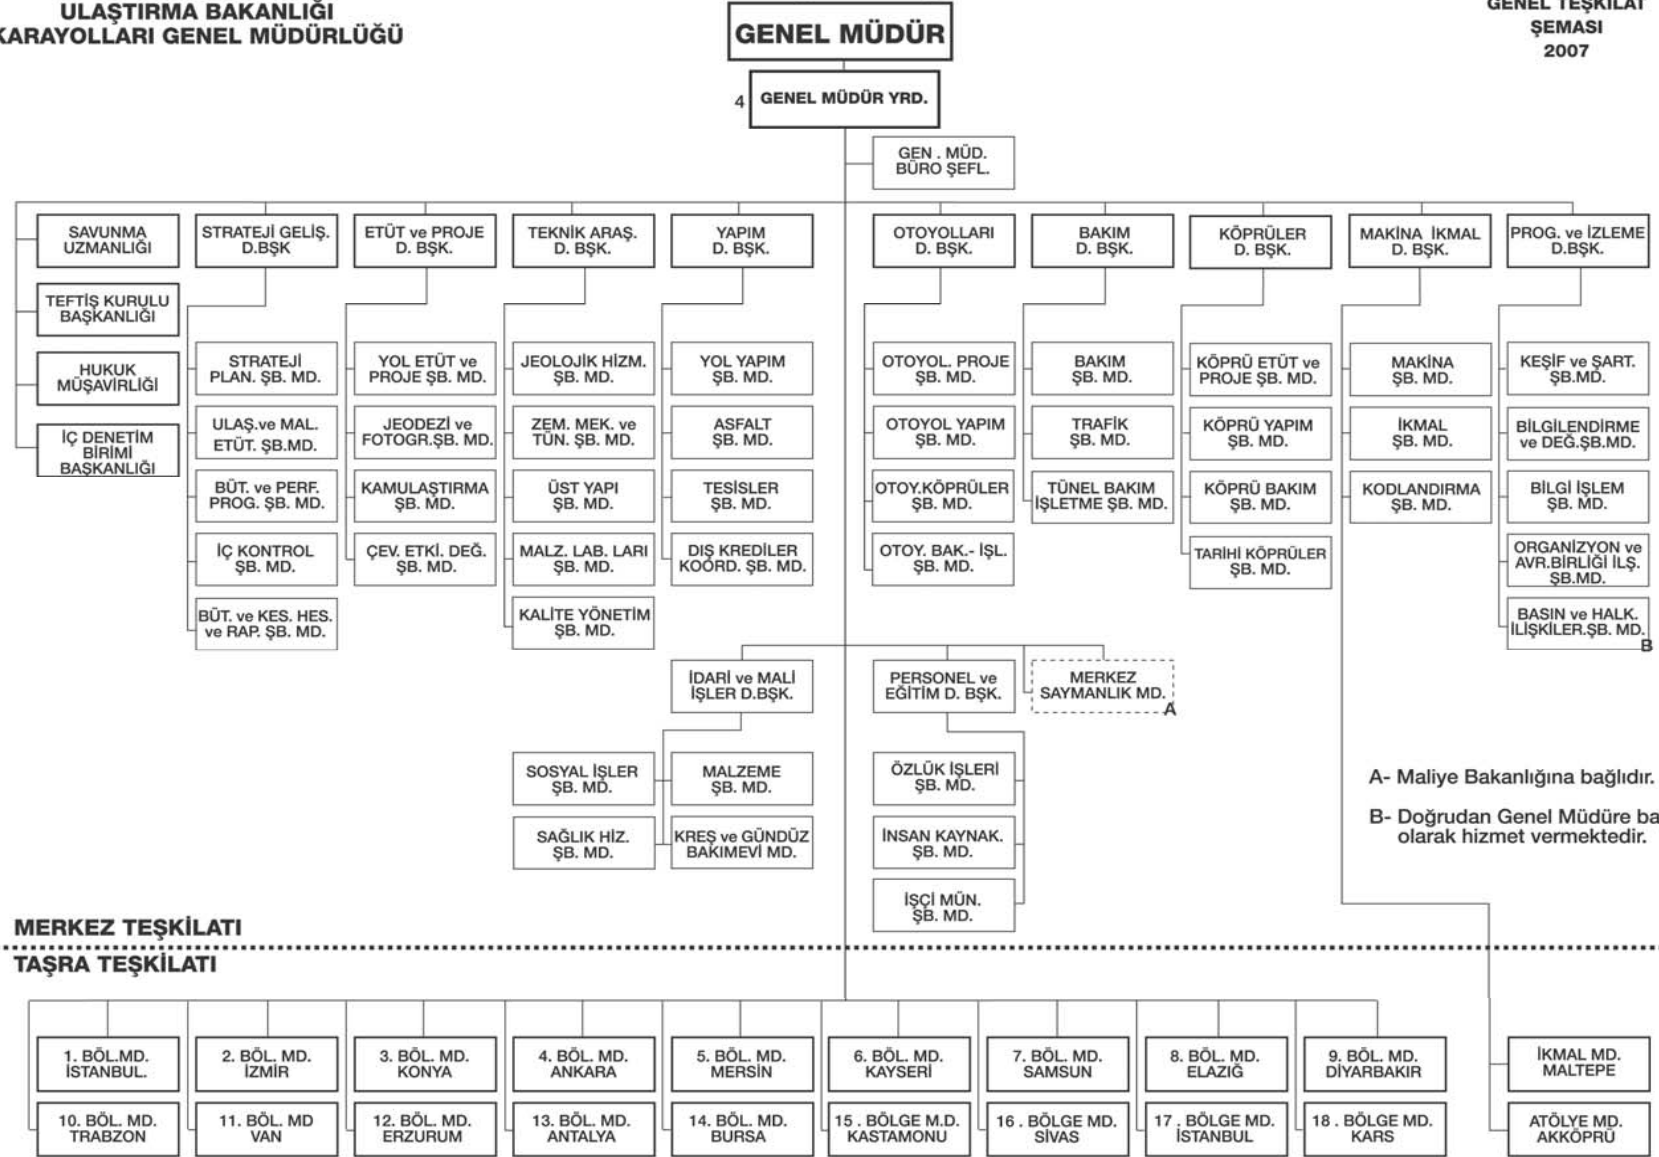 ULAŞTIRMA BAKANLIĞI
KARAYOLLARI GENEL MÜDÜRLÜĞÜ
GENEL MÜDÜR
GENEL TEŞKİLAT
ŞEMASI
2007
4
GENEL MÜDÜR YRD.
GEN . MÜD.
BÜRO ŞEFL.
SAVUNMA
UZMANLIĞI
TEFTİŞ KURULU
BAŞKANLIĞI
HUKUK
MÜŞAVİRLİĞİ
İÇ DENETİM
BİRİMİ
BAŞKANLIĞI
STRATEJİ GELİŞ.
D.BŞK
STRATEJİ
PLAN. ŞB. MD.
ULAŞ.ve MAL.
ETÜT. ŞB.MD.
BÜT. ve PERF.
PROG. ŞB. MD.
İÇ KONTROL
ŞB. MD.
BÜT. ve KES. HES.
ve RAP. ŞB. MD.
ETÜT ve PROJE
D. BŞK.
YOL ETÜT ve
PROJE ŞB. MD.
JEODEZİ ve
FOTOGR.ŞB. MD.
KAMULAŞTIRMA
ŞB. MD.
ÇEV. ETKİ. DEĞ.
ŞB. MD.
TEKNİK ARAŞ.
D. BŞK.
JEOLOJİK HİZM.
ŞB. MD.
ZEM. MEK. ve
TÜN. ŞB. MD.
ÜST YAPI
ŞB. MD.
MALZ. LAB. LARI
ŞB. MD.
KALİTE YÖNETİM
ŞB. MD.
YAPIM
D. BŞK.
YOL YAPIM
ŞB. MD.
ASFALT
ŞB. MD.
TESİSLER
ŞB. MD.
DIŞ KREDİLER
KOORD. ŞB. MD.
OTOYOLLARI
D. BŞK.
OTOYOL. PROJE
ŞB. MD.
OTOYOL YAPIM
ŞB. MD.
OTOY.KÖPRÜLER
ŞB. MD.
OTOY. BAK.- İŞL.
ŞB. MD.
BAKIM
D. BŞK.
BAKIM
ŞB. MD.
TRAFİK
ŞB. MD.
TÜNEL BAKIM
İŞLETME ŞB. MD.
KÖPRÜLER
D. BŞK.
KÖPRÜ ETÜT ve
PROJE ŞB. MD.
KÖPRÜ YAPIM
ŞB. MD.
KÖPRÜ BAKIM
ŞB. MD.
TARİHİ KÖPRÜLER
ŞB. MD.
MAKİNA İKMAL
D. BŞK.
MAKİNA
ŞB. MD.
İKMAL
ŞB. MD.
KODLANDIRMA
ŞB. MD.
PROG. ve İZLEME
D.BŞK.
KEŞİF ve ŞART.
ŞB.MD.
BİLGİLENDİRME
ve DEĞ.ŞB.MD.
BİLGİ İŞLEM
ŞB. MD.
ORGANİZYON ve
AVR.BİRLİĞİ İLŞ.
ŞB.MD.
BASIN ve HALK.
İLİŞKİLER.ŞB. MD.
B
İDARİ ve MALİ
İŞLER D.BŞK.
SOSYAL İŞLER
ŞB. MD.
MALZEME
ŞB. MD.
SAĞLIK HİZ.
ŞB. MD.
KREŞ ve GÜNDÜZ
BAKIMEVİ MD.
PERSONEL ve
EĞİTİM D. BŞK.
ÖZLÜK İŞLERİ
ŞB. MD.
İNSAN KAYNAK.
ŞB. MD.
İŞÇİ MÜN.
ŞB. MD.
MERKEZ
SAYMANLIK MD.
A
A- Maliye Bakanlığına bağlıdır.
B- Doğrudan Genel Müdüre ba
olarak hizmet vermektedir.
MERKEZ TEŞKİLATI
TAŞRA TEŞKİLATI
1. BÖL.MD.
İSTANBUL.
2. BÖL. MD.
İZMİR
3. BÖL. MD.
KONYA
4. BÖL. MD.
ANKARA
5. BÖL. MD.
MERSİN
6. BÖL. MD.
KAYSERİ
7. BÖL. MD.
SAMSUN
8. BÖL. MD.
ELAZIĞ
9. BÖL. MD.
DİYARBAKIR
İKMAL MD.
MALTEPE
10. BÖL. MD.
TRABZON
11. BÖL. MD
VAN
12. BÖL. MD.
ERZURUM
13. BÖL. MD.
ANTALYA
14. BÖL. MD.
BURSA
15 . BÖLGE M.D.
KASTAMONU
16 . BÖLGE MD.
SİVAS
17 . BÖLGE MD.
İSTANBUL
18 . BÖLGE MD.
KARS
ATÖLYE MD.
AKKÖPRÜ